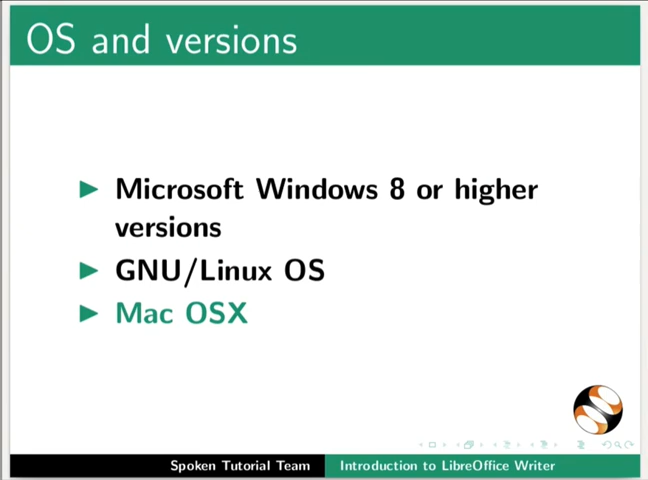 OS and versions
Microsoft Windows 8 or higher
versions
GNU/Linux OS
Mac OSX
Spoken Tutorial Team
Introduction to LibreOffice Writer